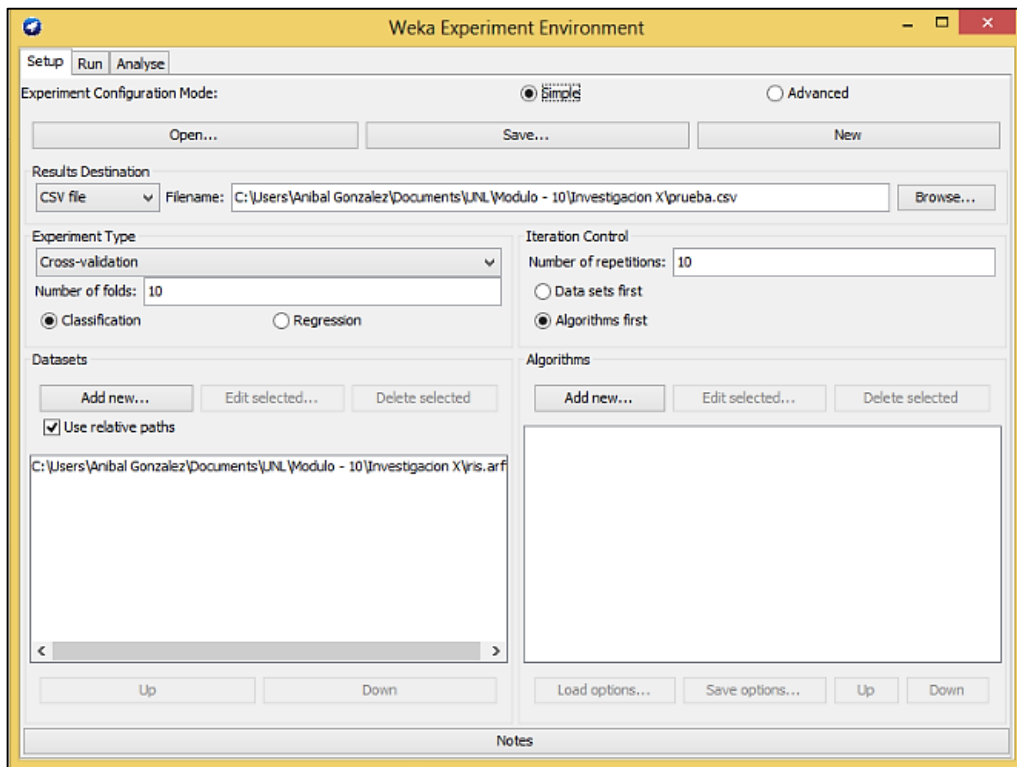 Weka Experiment Environment
Setup Run Analyse
Experiment Configuration Mode: Simple Advanced
Open... Save... New
Results Destination
CSV file Filename: C:\Users\Anibal Gonzalez\Documents\UNL\Modulo - 10\Investigacion X\prueba.csv Browse...
Experiment Type
Cross-validation
Number of folds: 10
Classification Regression
Iteration Control
Number of repetitions: 10
Data sets first
Algorithms first
Datasets
Add new... Edit selected... Delete selected
Use relative paths
C:\Users\Anibal Gonzalez\Documents\UNL\Modulo - 10\Investigacion X\iris.arf
Up Down
Algorithms
Add new... Edit selected... Delete selected
Load options... Save options... Up Down
Notes